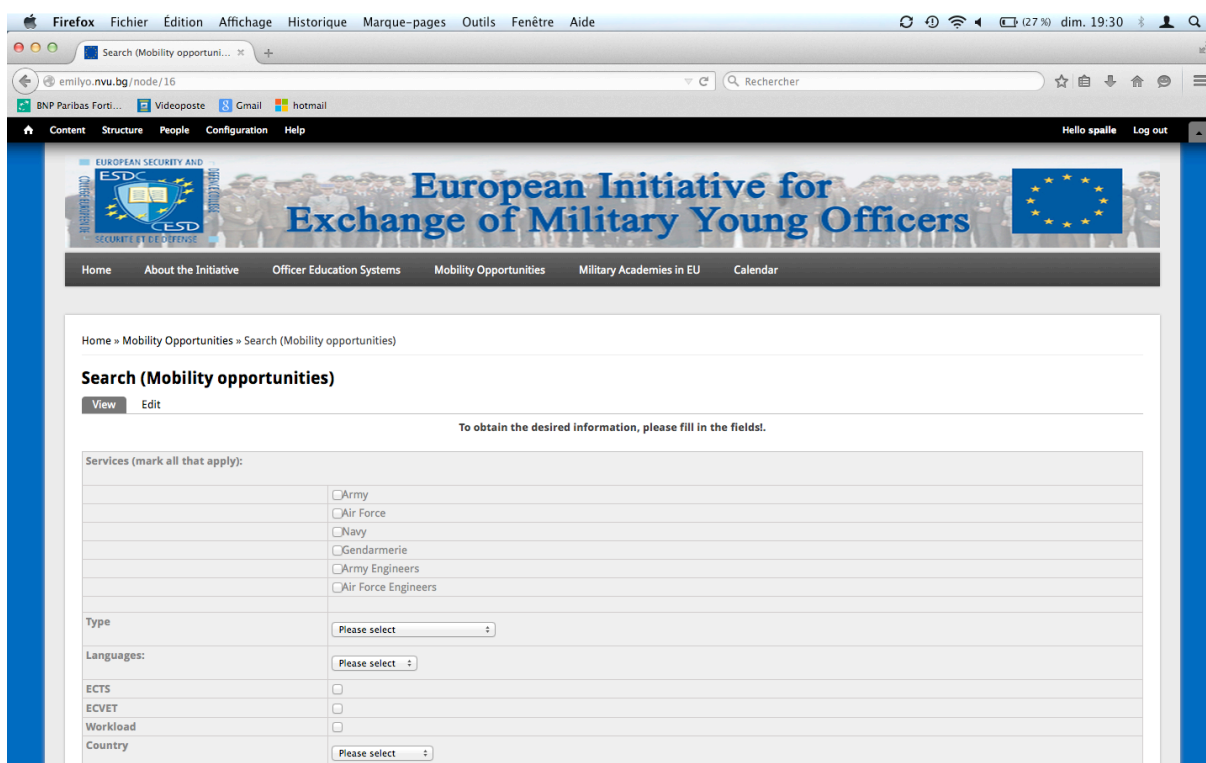 Firefox Fichier Édition Affichage Historique Marque-pages Outils Fenêtre Aide (27 %) dim. 19:30
Search (Mobility opportuni...
emilyo.nvu.bg/node/16 Rechercher
BNP Paribas Forti... Videoposte Gmail hotmail
Content Structure People Configuration Help Hello spaile Log out
EUROPEAN SECURITY AND
ESDC
CESD
SECURITE ET DE DEFENSE
European Initiative for
Exchange of Military Young Officers
Home About the Initiative Officer Education Systems Mobility Opportunities Military Academies in EU Calendar
Home » Mobility Opportunities » Search (Mobility opportunities)
Search (Mobility opportunities)
View Edit
To obtain the desired information, please fill in the fields!.
Services (mark all that apply):
Army
Air Force
Navy
Gendarmerie
Army Engineers
Air Force Engineers
Type Please select
Languages: Please select
ECTS
ECVET
Workload
Country Please select